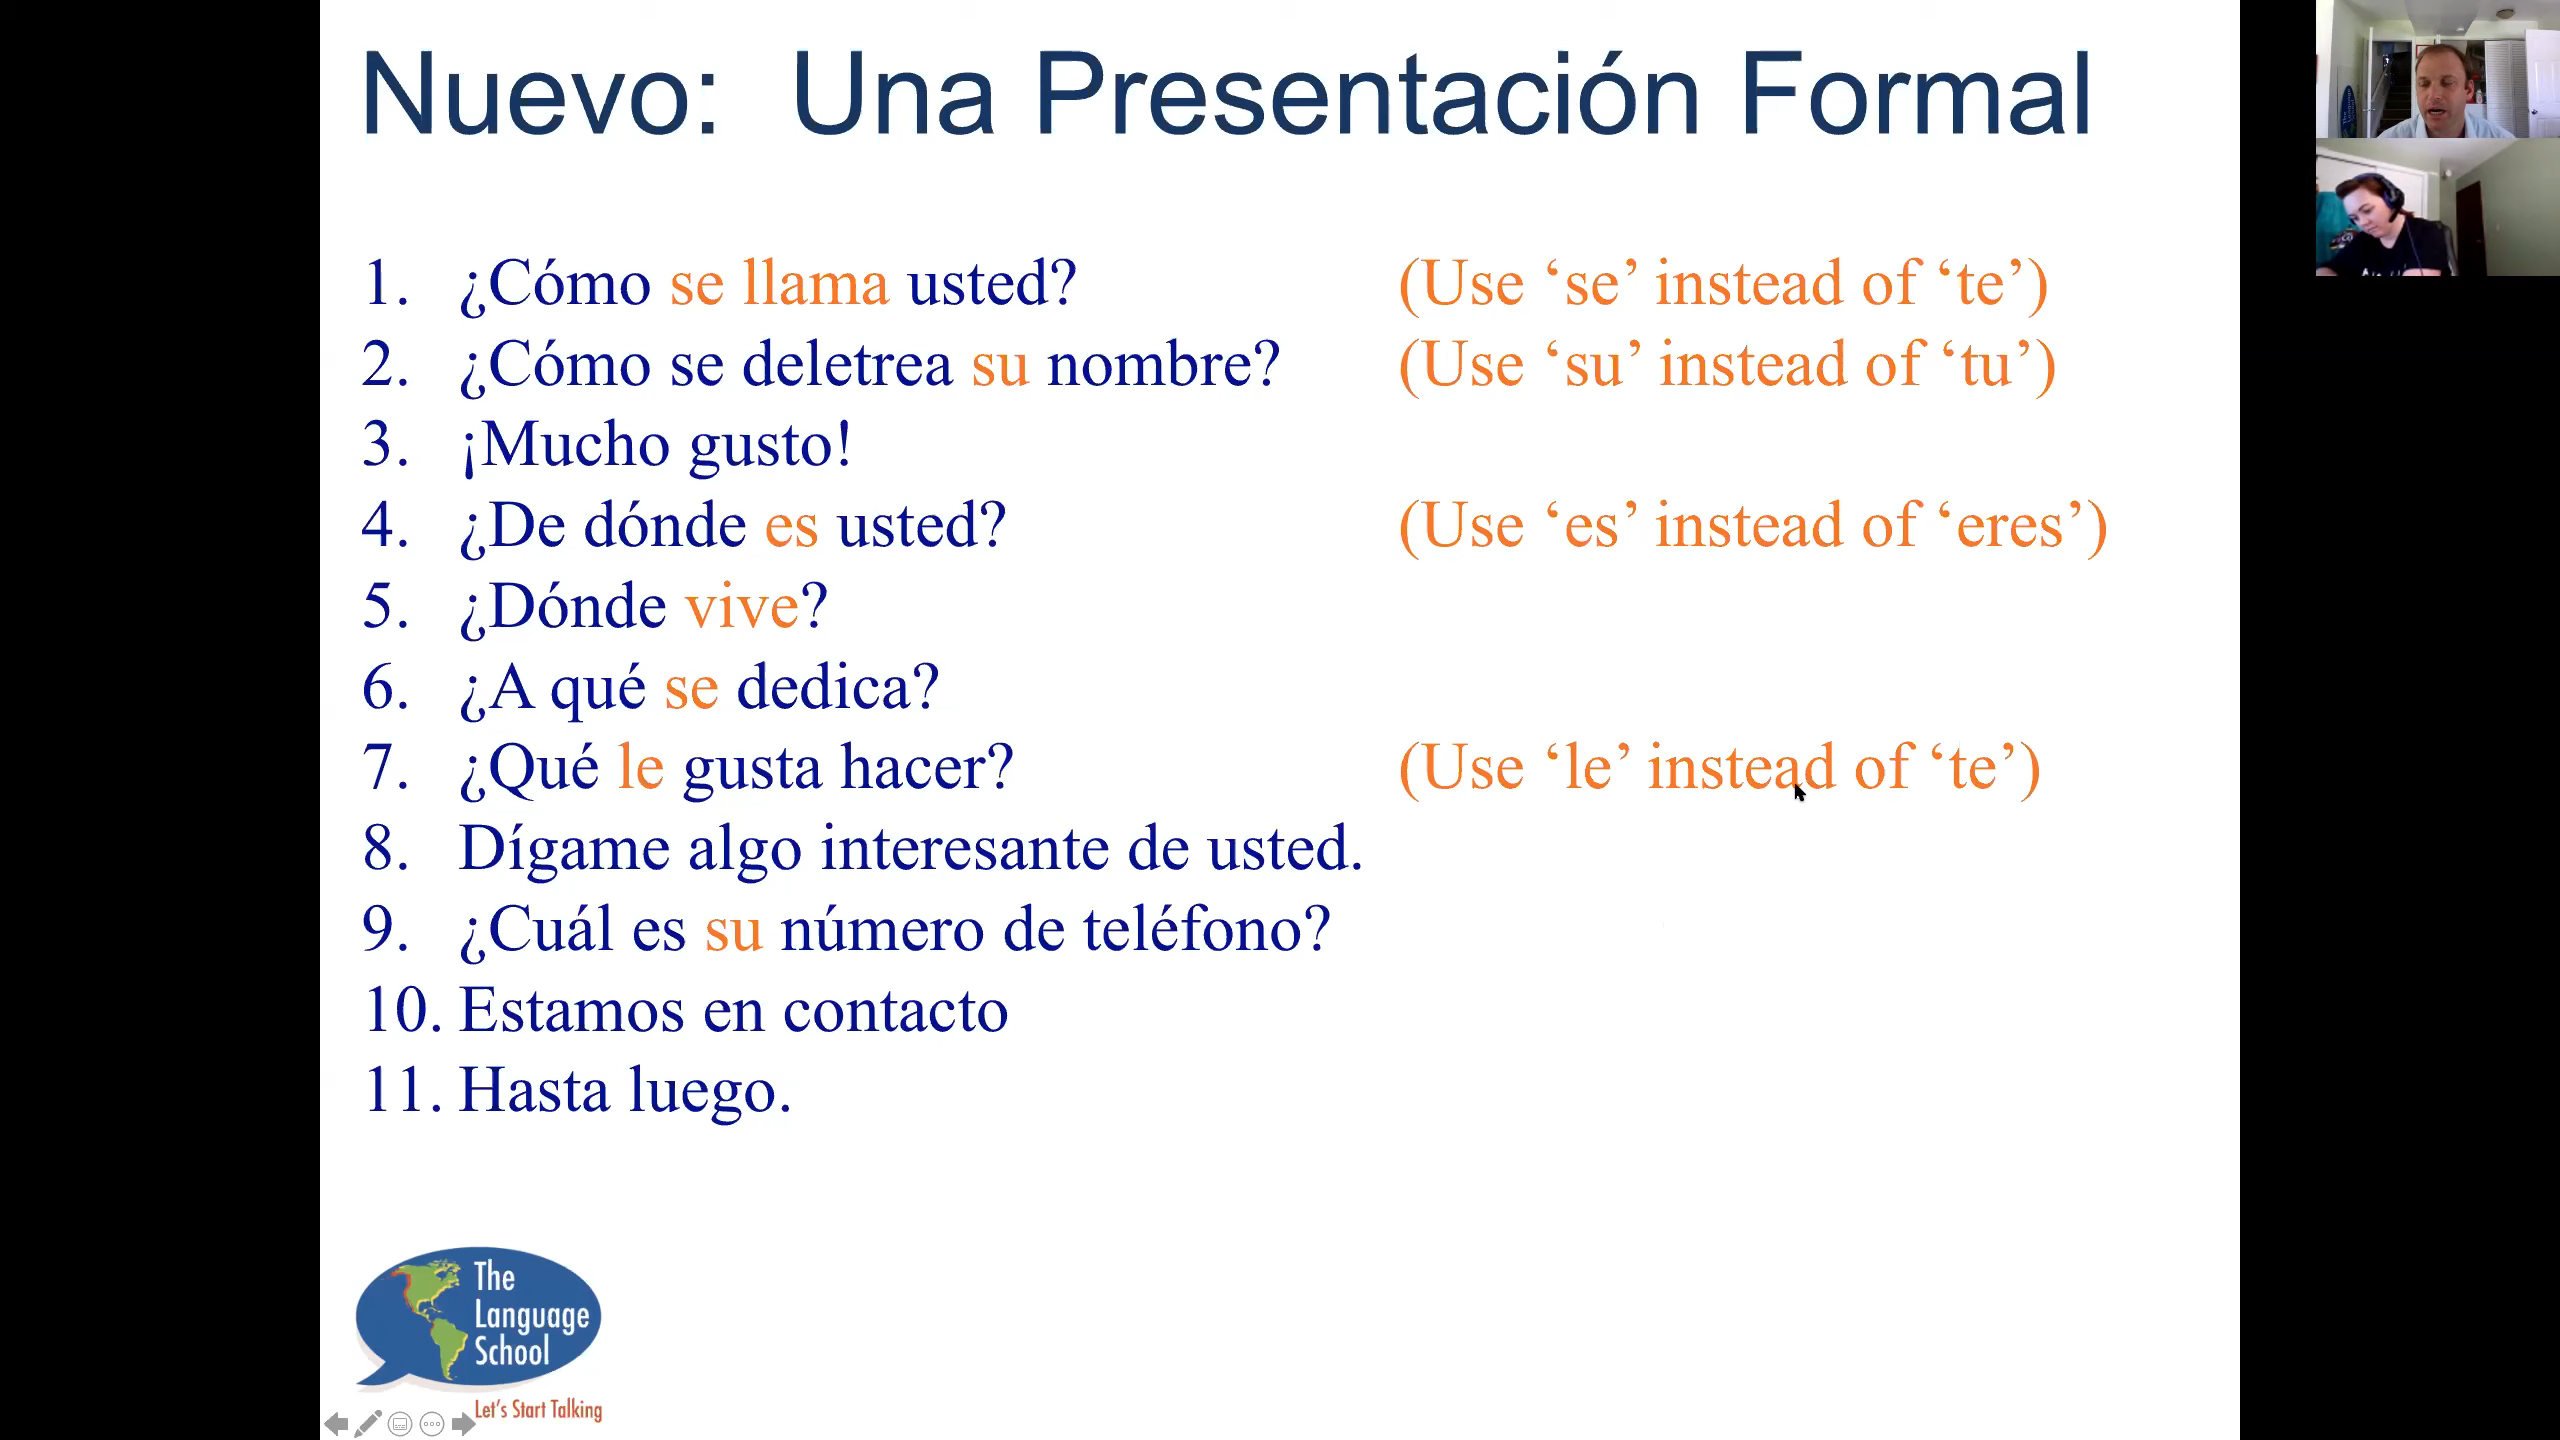 Nuevo: Una Presentación Formal
1. ¿Cómo se llama usted? (Use ‘se’ instead of ‘te’)
2. ¿Cómo se deletrea su nombre? (Use ‘su’ instead of ‘tu’)
3. ¡Mucho gusto!
4. ¿De dónde es usted? (Use ‘es’ instead of ‘eres’)
5. ¿Dónde vive?
6. ¿A qué se dedica?
7. ¿Qué le gusta hacer? (Use ‘le’ instead of ‘te’)
8. Dígame algo interesante de usted.
9. ¿Cuál es su número de teléfono?
10. Estamos en contacto
11. Hasta luego.
The
Language
School
Let's Start Talking